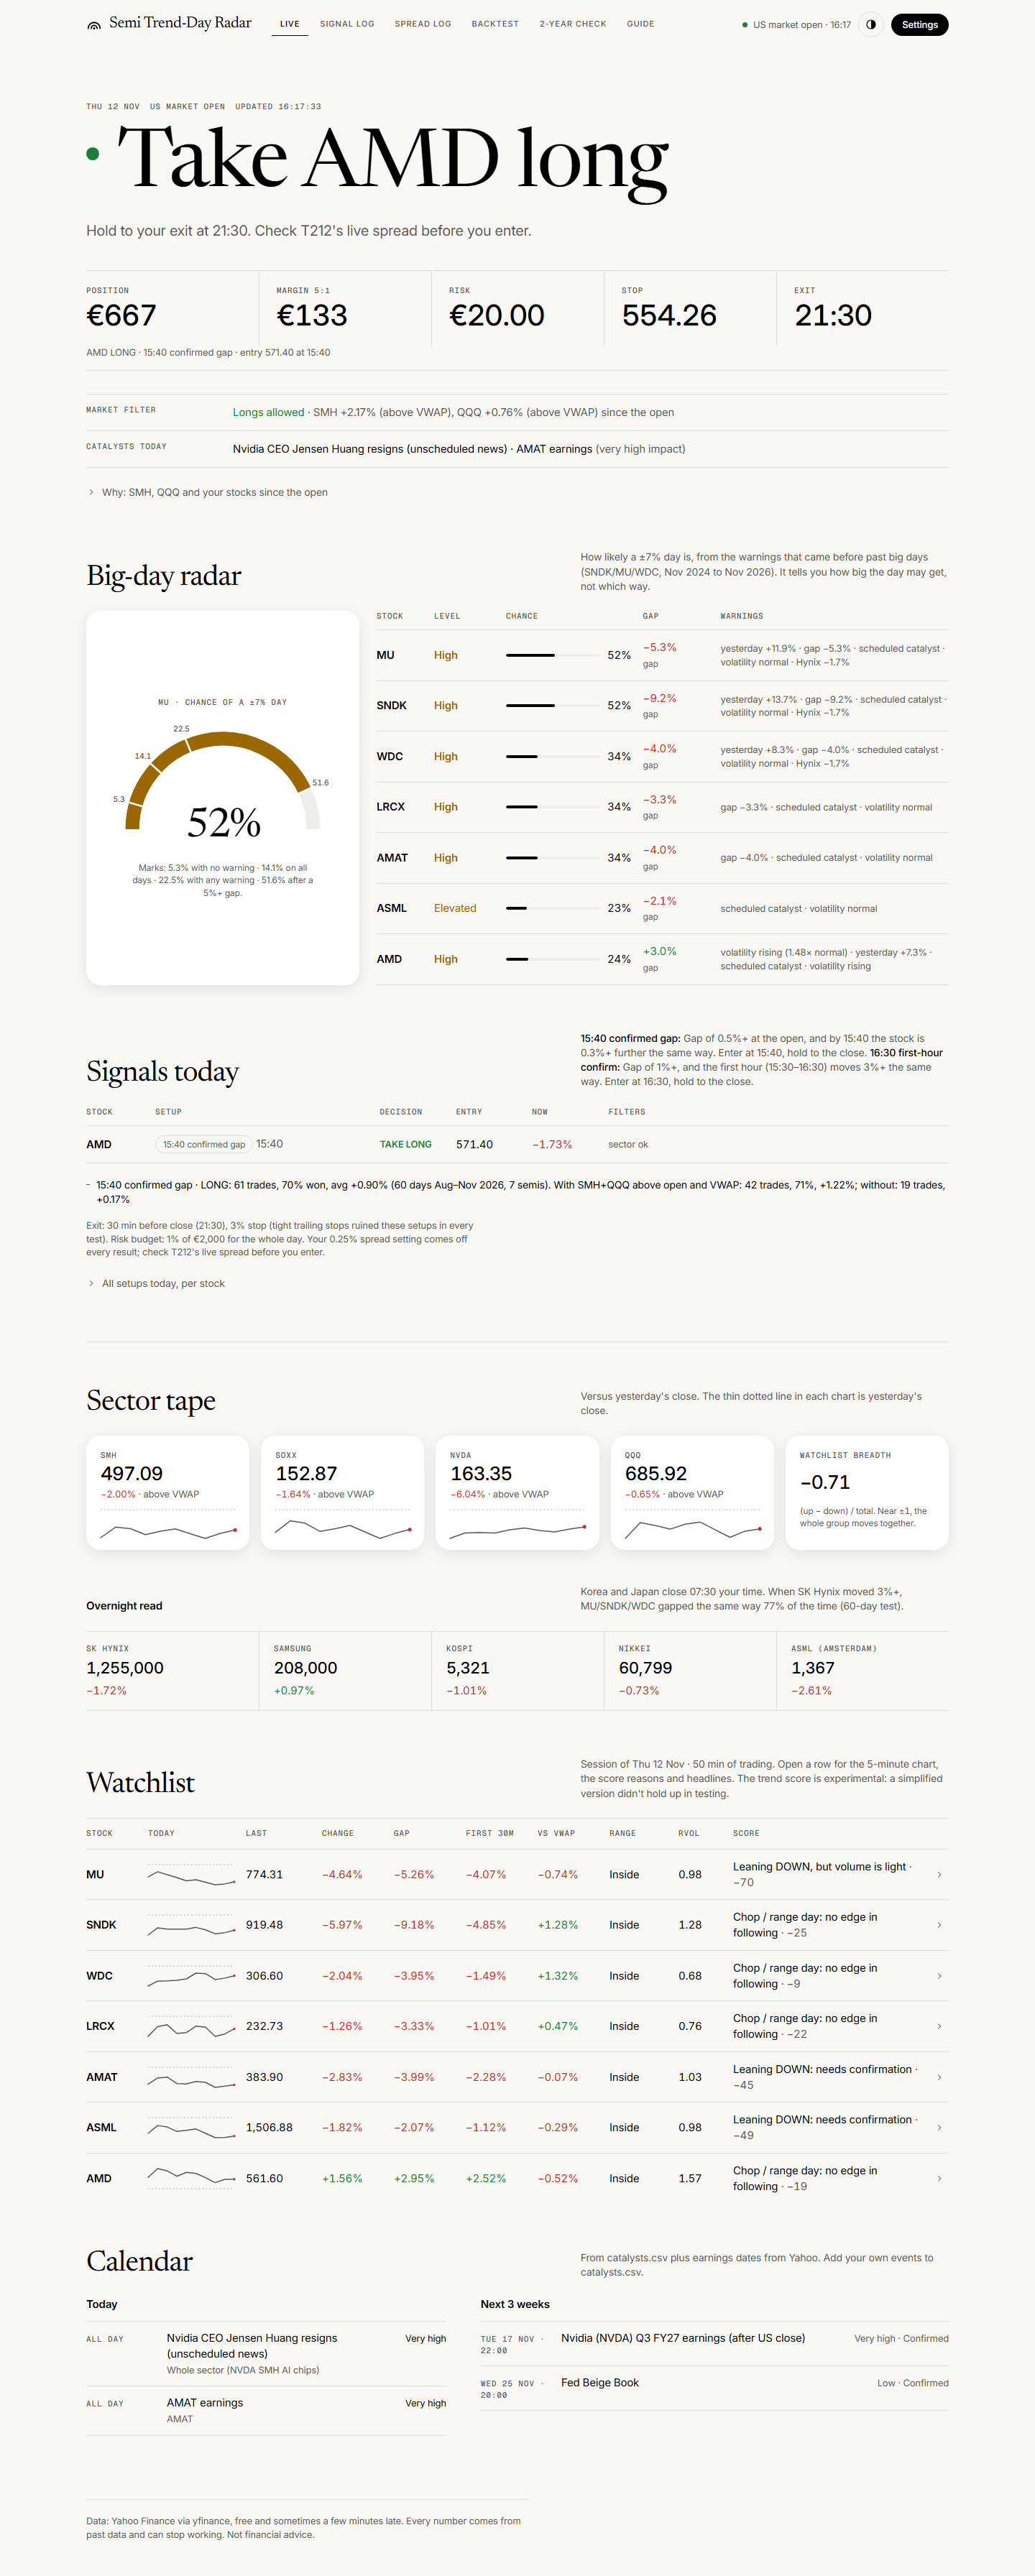 Semi Trend-Day Radar
LIVE
SIGNAL LOG
SPREAD LOG
BACKTEST
2-YEAR CHECK
GUIDE
US market open · 16:17
Settings
THU 12 NOV US MARKET OPEN UPDATED 16:17:33
Take AMD long
Hold to your exit at 21:30. Check T212's live spread before you enter.
POSITION
€667
MARGIN 5:1
€133
RISK
€20.00
STOP
554.26
EXIT
21:30
AMD LONG · 15:40 confirmed gap · entry 571.40 at 15:40
MARKET FILTER
Longs allowed · SMH +2.17% (above VWAP), QQQ +0.76% (above VWAP) since the open
CATALYSTS TODAY
Nvidia CEO Jensen Huang resigns (unscheduled news) · AMAT earnings (very high impact)
Why: SMH, QQQ and your stocks since the open
Big-day radar
How likely a ±7% day is, from the warnings that came before past big days
(SNDK/MU/WDC, Nov 2024 to Nov 2026). It tells you how big the day may get,
not which way.
MU · CHANCE OF A ±7% DAY
5.3
14.1
22.5
51.6
52%
Marks: 5.3% with no warning · 14.1% on all
days · 22.5% with any warning · 51.6% after a
5%+ gap.
STOCK LEVEL CHANCE GAP WARNINGS
MU High 52% −5.3% gap yesterday +11.9% · gap −5.3% · scheduled catalyst ·
volatility normal · Hynix −1.7%
SNDK High 52% −9.2% gap yesterday +13.7% · gap −9.2% · scheduled catalyst ·
volatility normal · Hynix −1.7%
WDC High 34% −4.0% gap yesterday +8.3% · gap −4.0% · scheduled catalyst ·
volatility normal · Hynix −1.7%
LRCX High 34% −3.3% gap gap −3.3% · scheduled catalyst · volatility normal
AMAT High 34% −4.0% gap gap −4.0% · scheduled catalyst · volatility normal
ASML Elevated 23% −2.1% gap scheduled catalyst · volatility normal
AMD High 24% +3.0% gap volatility rising (1.48× normal) · yesterday +7.3% ·
scheduled catalyst · volatility rising
Signals today
15:40 confirmed gap: Gap of 0.5%+ at the open, and by 15:40 the stock is
0.3%+ further the same way. Enter at 15:40, hold to the close. 16:30 first-hour
confirm: Gap of 1%+, and the first hour (15:30–16:30) moves 3%+ the same
way. Enter at 16:30, hold to the close.
STOCK SETUP DECISION ENTRY NOW FILTERS
AMD 15:40 confirmed gap 15:40 TAKE LONG 571.40 −1.73% sector ok
– 15:40 confirmed gap · LONG: 61 trades, 70% won, avg +0.90% (60 days Aug–Nov 2026, 7 semis). With SMH+QQQ above open and VWAP: 42 trades, 71%, +1.22%; without: 19 trades,
+0.17%
Exit: 30 min before close (21:30), 3% stop (tight trailing stops ruined these setups in every
test). Risk budget: 1% of €2,000 for the whole day. Your 0.25% spread setting comes off
every result; check T212's live spread before you enter.
All setups today, per stock
Sector tape
Versus yesterday's close. The thin dotted line in each chart is yesterday's
close.
SMH
497.09
−2.00% · above VWAP
SOXX
152.87
−1.64% · above VWAP
NVDA
163.35
−6.04% · above VWAP
QQQ
685.92
−0.65% · above VWAP
WATCHLIST BREADTH
−0.71
(up − down) / total. Near ±1, the
whole group moves together.
Overnight read
Korea and Japan close 07:30 your time. When SK Hynix moved 3%+,
MU/SNDK/WDC gapped the same way 77% of the time (60-day test).
SK HYNIX
1,255,000
−1.72%
SAMSUNG
208,000
+0.97%
KOSPI
5,321
−1.01%
NIKKEI
60,799
−0.73%
ASML (AMSTERDAM)
1,367
−2.61%
Watchlist
Session of Thu 12 Nov · 50 min of trading. Open a row for the 5-minute chart,
the score reasons and headlines. The trend score is experimental: a simplified
version didn't hold up in testing.
STOCK TODAY LAST CHANGE GAP FIRST 30M VS VWAP RANGE RVOL SCORE
MU 774.31 −4.64% −5.26% −4.07% −0.74% Inside 0.98 Leaning DOWN, but volume is light ·
−70
SNDK 919.48 −5.97% −9.18% −4.85% +1.28% Inside 1.28 Chop / range day: no edge in
following · −25
WDC 306.60 −2.04% −3.95% −1.49% +1.32% Inside 0.68 Chop / range day: no edge in
following · −9
LRCX 232.73 −1.26% −3.33% −1.01% +0.47% Inside 0.76 Chop / range day: no edge in
following · −22
AMAT 383.90 −2.83% −3.99% −2.28% −0.07% Inside 1.03 Leaning DOWN: needs confirmation ·
−45
ASML 1,506.88 −1.82% −2.07% −1.12% −0.29% Inside 0.98 Leaning DOWN: needs confirmation ·
−49
AMD 561.60 +1.56% +2.95% +2.52% −0.52% Inside 1.57 Chop / range day: no edge in
following · −19
Calendar
From catalysts.csv plus earnings dates from Yahoo. Add your own events to
catalysts.csv.
Today
ALL DAY Nvidia CEO Jensen Huang resigns Very high
(unscheduled news)
Whole sector (NVDA SMH AI chips)
ALL DAY AMAT earnings Very high
AMAT
Next 3 weeks
TUE 17 NOV · Nvidia (NVDA) Q3 FY27 earnings (after US close) Very high · Confirmed
22:00
WED 25 NOV · Fed Beige Book Low · Confirmed
20:00
Data: Yahoo Finance via yfinance, free and sometimes a few minutes late. Every number comes from
past data and can stop working. Not financial advice.